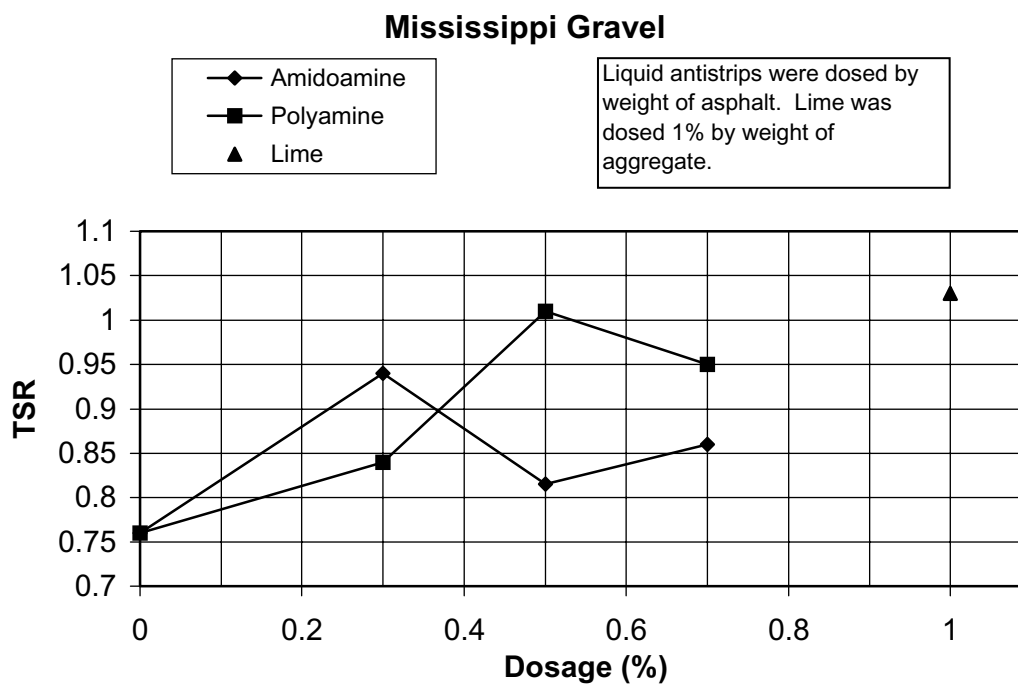 Mississippi Gravel
Amidoamine
Polyamine
Lime
Liquid antistrips were dosed by
weight of asphalt. Lime was
dosed 1% by weight of
aggregate.
1.1
1.05
1
0.95
0.9
0.85
0.8
0.75
0.7
TSR
0 0.2 0.4 0.6 0.8 1
Dosage (%)